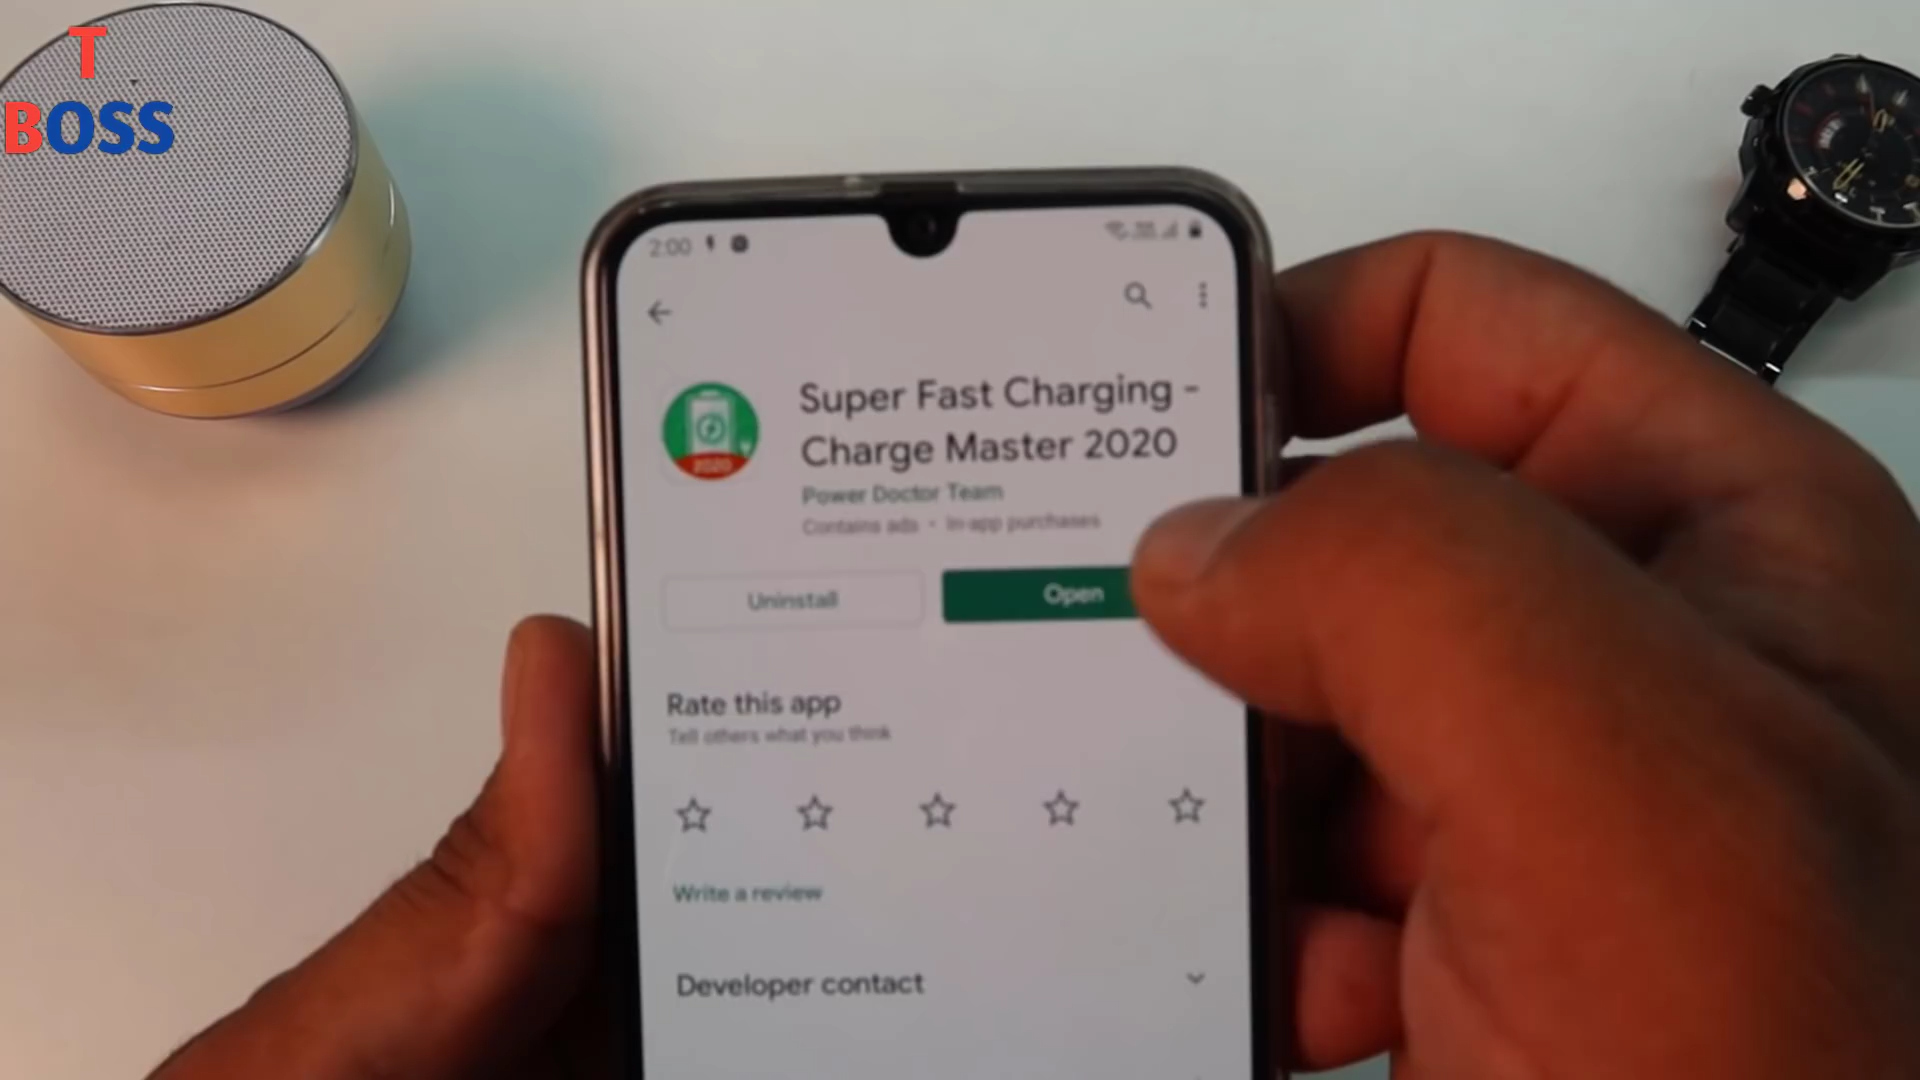 T
BOSS
2:00
Super Fast Charging -
Charge Master 2020
Power Doctor Team
Contains ads • In-app purchases
2020
Uninstall
Open
Rate this app
Tell others what you think
Write a review
Developer contact